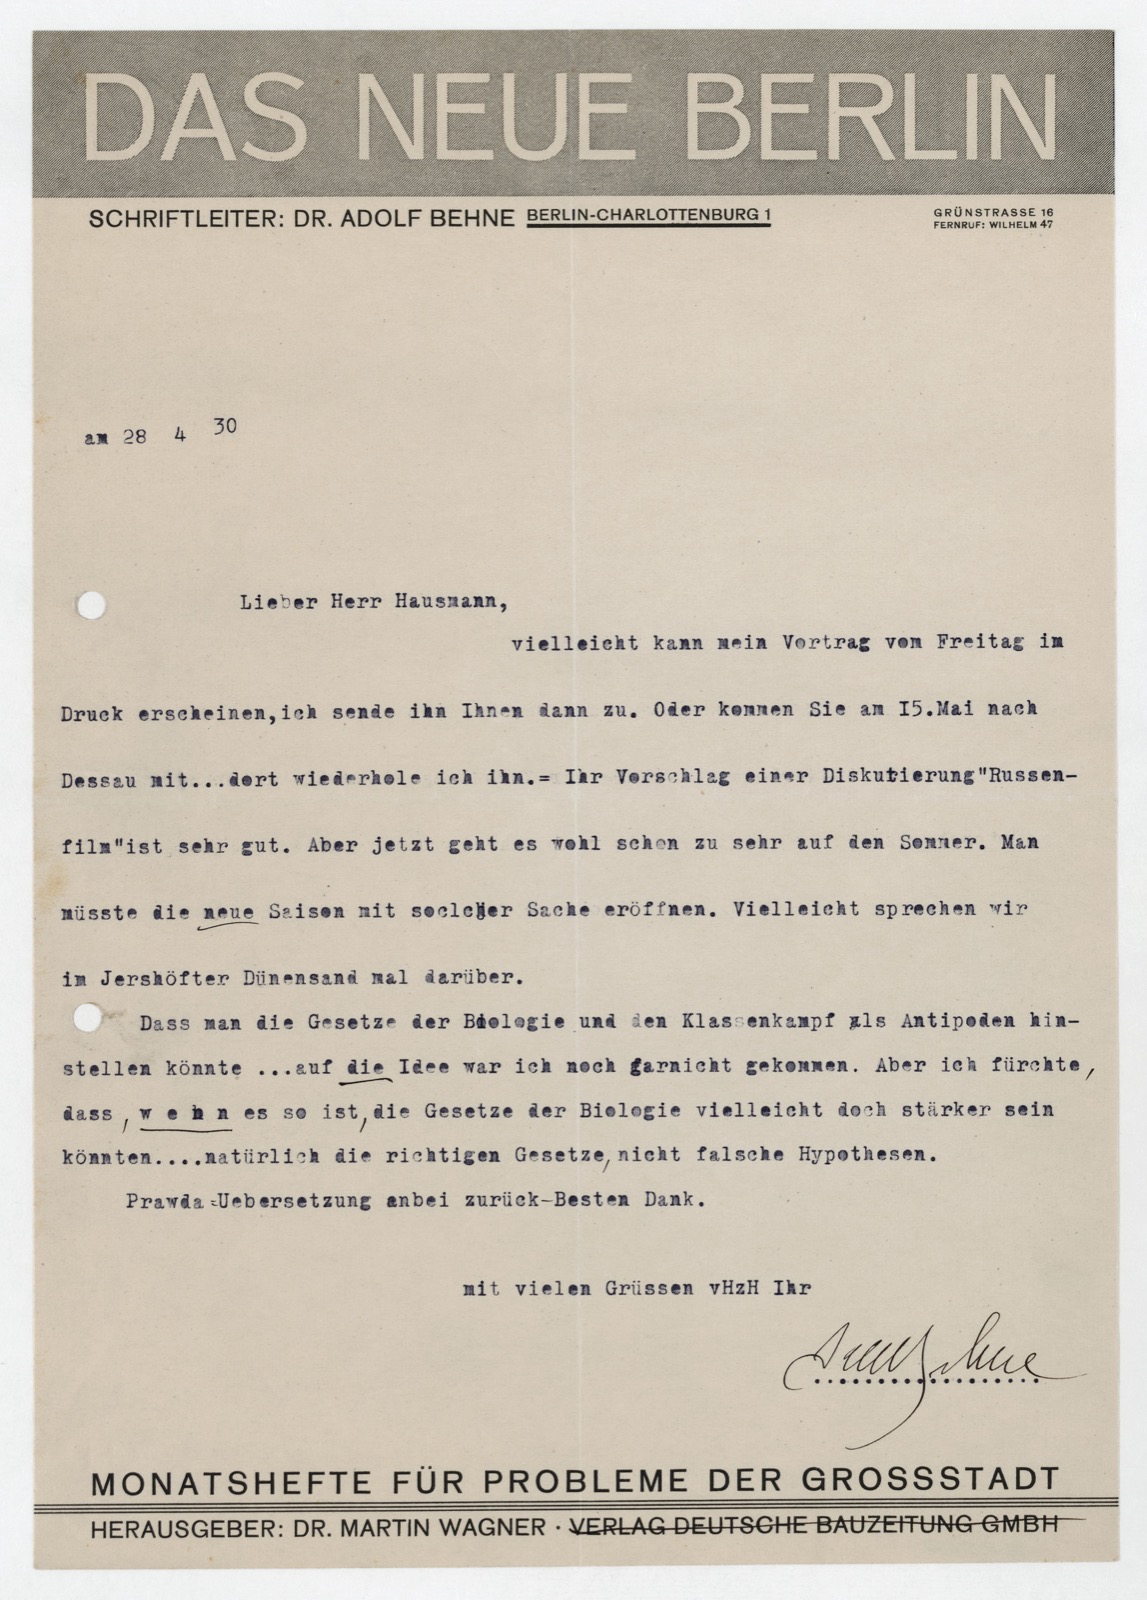 DAS NEUE BERLIN
SCHRIFTLEITER: DR. ADOLF BEHNE BERLIN-CHARLOTTENBURG 1
GRÜNSTRASSE 16
FERNRUF: WILHELM 47
am 28 4 30
Lieber Herr Hausmann,
vielleicht kann mein Vortrag vom Freitag im
Druck erscheinen,ich sende ihn Ihnen dann zu. Oder kommen Sie am 15.Mai nach
Dessau mit...dort wiederhole ich ihn.= Ihr Vorschlag einer Diskutierung"Russen-
film"ist sehr gut. Aber jetzt geht es wohl schon zu sehr auf den Sommer. Man
müsste die neue Saison mit soclcher Sache eröffnen. Vielleicht sprechen wir
im Jershöfter Dünensand mal darüber.
Dass man die Gesetze der Biologie und den Klassenkampf als Antipoden hin-
stellen könnte ...auf die Idee war ich noch garnicht gekommen. Aber ich fürchte,
dass, w e n n es so ist,die Gesetze der Biologie vielleicht doch stärker sein
könnten....natürlich die richtigen Gesetze,nicht falsche Hypothesen.
Prawda=Uebersetzung anbei zurück-Besten Dank.
mit vielen Grüssen vHzH Ihr
Adolf Behne
MONATSHEFTE FÜR PROBLEME DER GROSSSTADT
HERAUSGEBER: DR. MARTIN WAGNER · VERLAG DEUTSCHE BAUZEITUNG GMBH